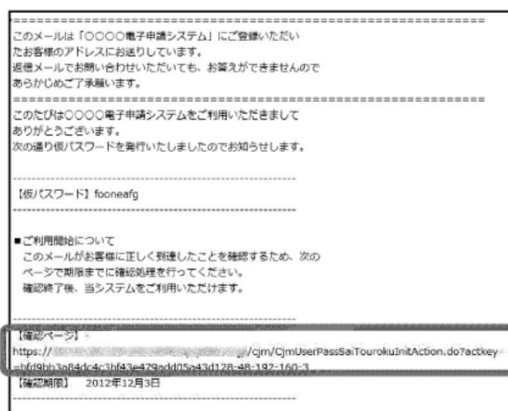 ============================================================
このメールは「○○○○電子申請システム」にご登録いただい
たお客様のアドレスにお送りしています。
返信メールでお問い合わせいただいても、お答えができませんので
あらかじめご了承願います。
============================================================
このたびは○○○○電子申請システムをご利用いただきまして
ありがとうございます。
次の通り仮パスワードを発行いたしましたのでお知らせします。
------------------------------------------------------------
【仮パスワード】fooneafg
------------------------------------------------------------
■ご利用開始について
このメールがお客様に正しく到達したことを確認するため、次の
ページで期限までに確認処理を行ってください。
確認終了後、当システムをご利用いただけます。
------------------------------------------------------------
【確認ページ】
https:// /cjm/CjmUserPassSaiTourokuInitAction.do?actkey
=hfd9bb3a84dc4c3bf43e479add05a43d128-48-192-160-3
【確認期限】 2012年12月3日
------------------------------------------------------------